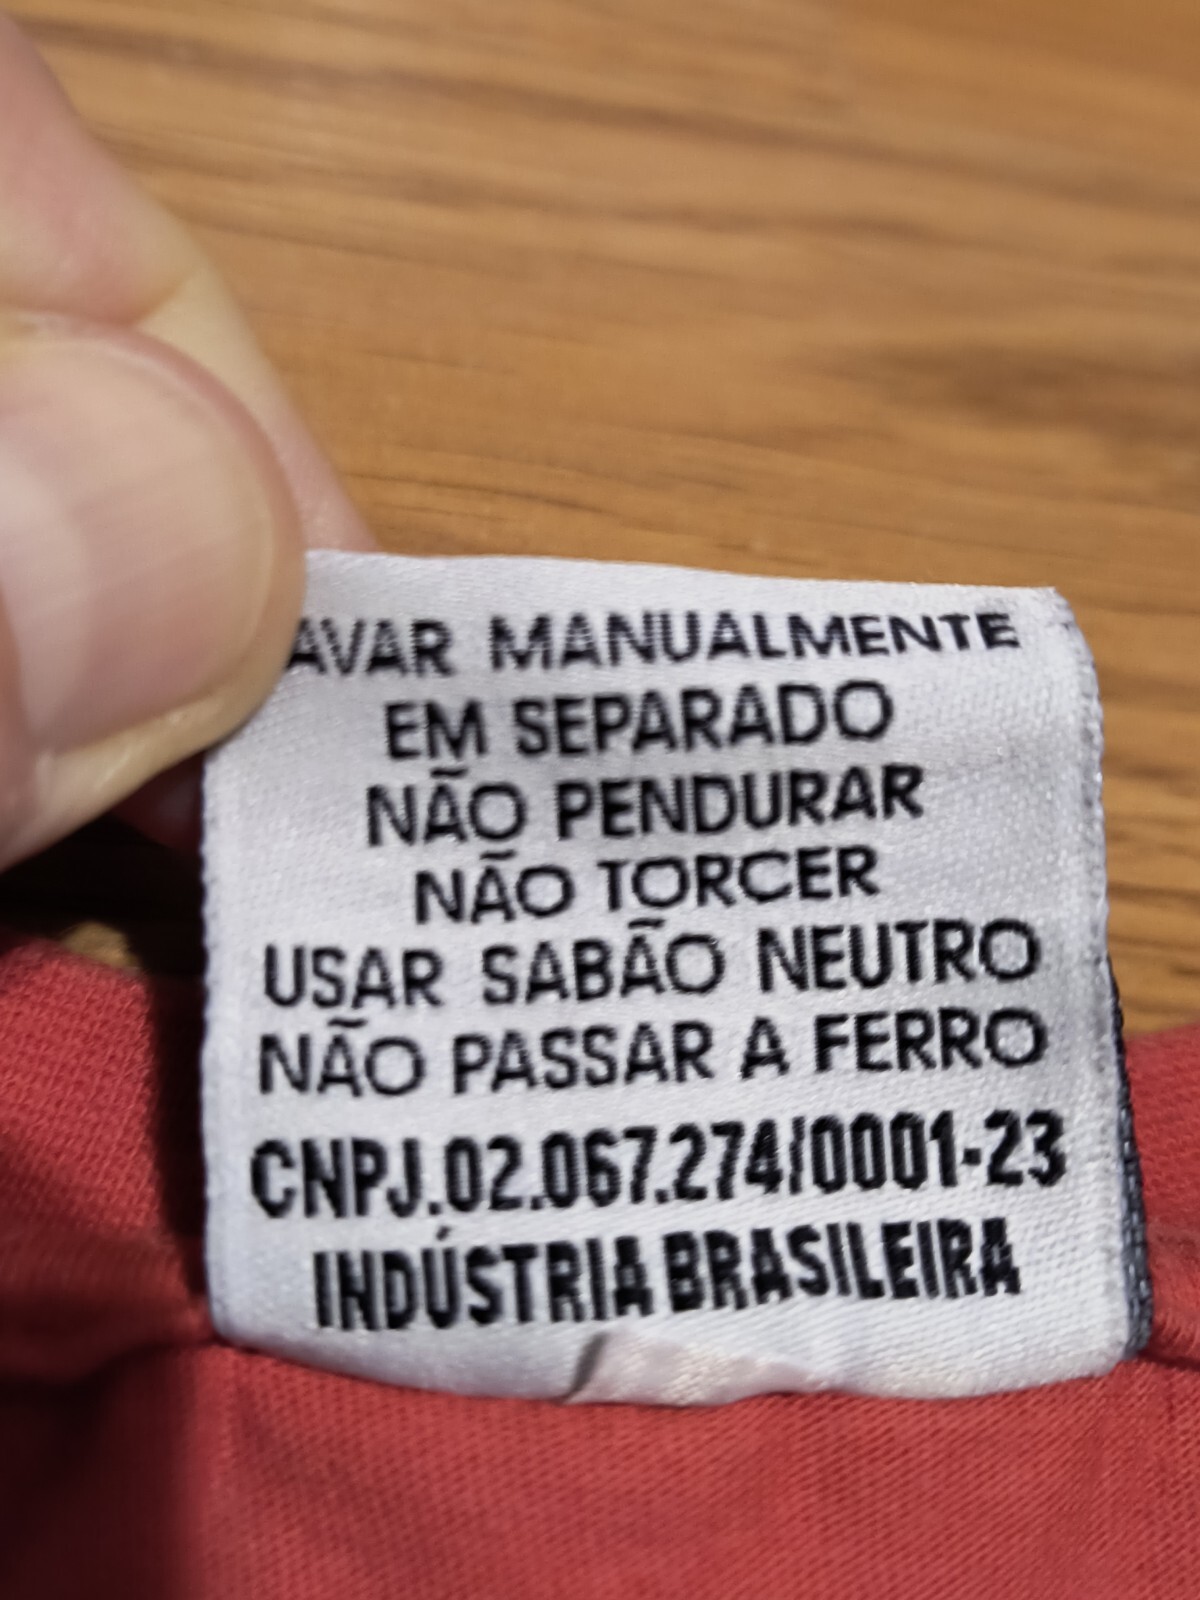 AVAR MANUALMENTE
EM SEPARADO
NÃO PENDURAR
NÃO TORCER
USAR SABÃO NEUTRO
NÃO PASSAR A FERRO
CNPJ.02.067.274/0001-23
INDÚSTRIA BRASILEIRA